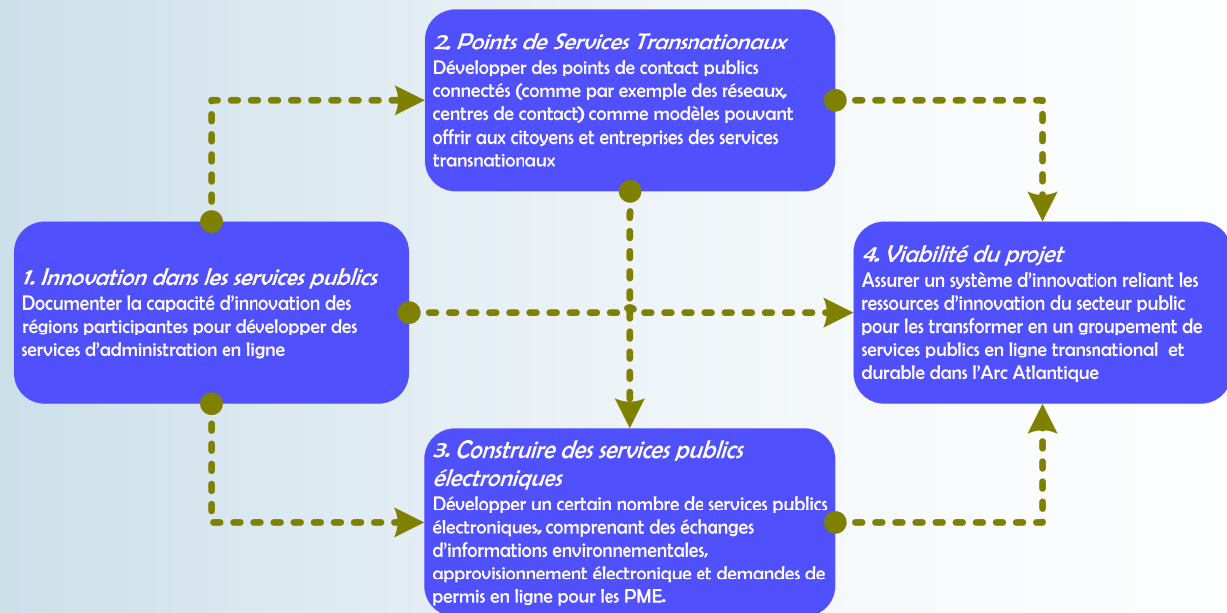 2. Points de Services Transnationaux
Développer des points de contact publics
connectés (comme par exemple des réseaux,
centres de contact) comme modèles pouvant
offrir aux citoyens et entreprises des services
transnationaux
1. Innovation dans les services publics
Documenter la capacité d'innovation des
régions participantes pour développer des
services d'administration en ligne
4. Viabilité du projet
Assurer un système d'innovation reliant les
ressources d'innovation du secteur public
pour les transformer en un groupement de
services publics en ligne transnational et
durable dans l'Arc Atlantique
3. Construire des services publics
électroniques
Développer un certain nombre de services publics
électroniques, comprenant des échanges
d'informations environnementales,
approvisionnement électronique et demandes de
permis en ligne pour les PME.